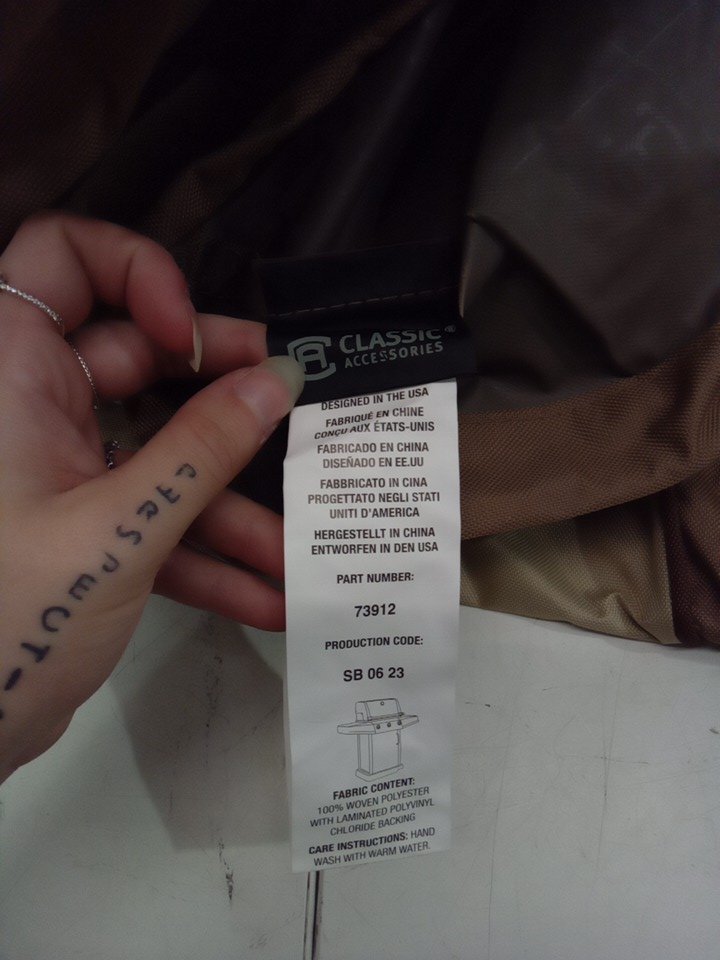 CLASSIC®
ACCESSORIES
DESIGNED IN THE USA
FABRIQUÉ EN CHINE
CONÇU AUX ÉTATS-UNIS
FABRICADO EN CHINA
DISEÑADO EN EE.UU
FABBRICATO IN CINA
PROGETTATO NEGLI STATI
UNITI D'AMERICA
HERGESTELLT IN CHINA
ENTWORFEN IN DEN USA
PART NUMBER:
73912
PRODUCTION CODE:
SB 06 23
FABRIC CONTENT:
100% WOVEN POLYESTER
WITH LAMINATED POLYVINYL
CHLORIDE BACKING
CARE INSTRUCTIONS: HAND
WASH WITH WARM WATER.